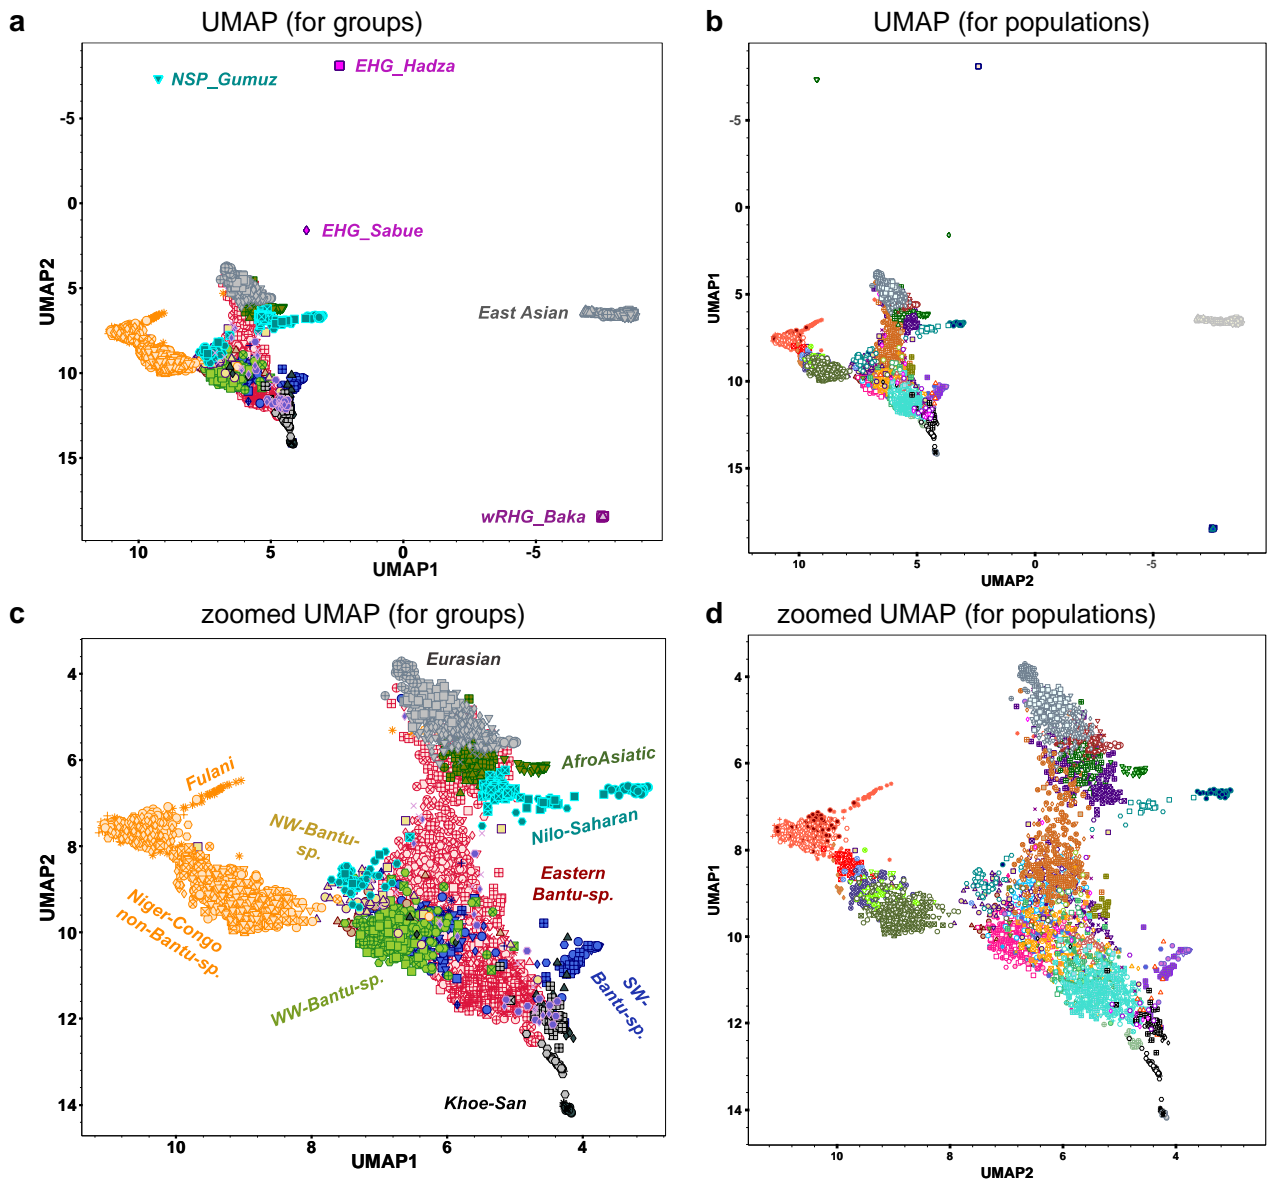 a
UMAP (for groups)
NSP_Gumuz
EHG_Hadza
EHG_Sabue
East Asian
wRHG_Baka
-5
0
5
10
15
UMAP2
10
5
0
-5
UMAP1
b
UMAP (for populations)
-5
0
5
10
15
UMAP1
10
5
0
-5
UMAP2
c
zoomed UMAP (for groups)
Eurasian
AfroAsiatic
Fulani
NW-Bantu-
sp.
Nilo-Saharan
Eastern
Bantu-sp.
Niger-Congo
non-Bantu-sp.
WW-Bantu-sp.
SW-
Bantu-sp.
Khoe-San
4
6
8
10
12
14
UMAP2
10
8
6
4
UMAP1
d
zoomed UMAP (for populations)
4
6
8
10
12
14
UMAP1
10
8
6
4
UMAP2